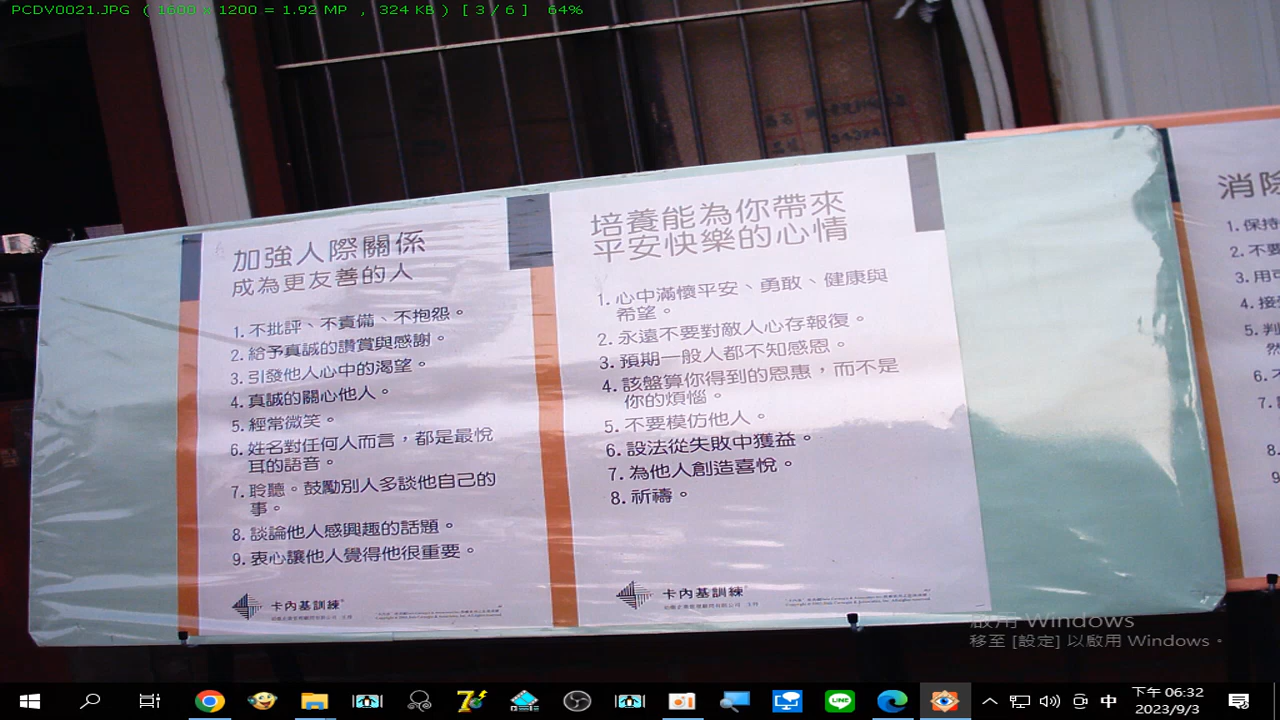 PCDV0021.JPG ( 1600 x 1200 = 1.92 MP , 324 KB ) [ 3 / 6 ] 64%
加強人際關係
成為更友善的人
1. 不批評、不責備、不抱怨。
2. 給予真誠的讚賞與感謝。
3. 引發他人心中的渴望。
4. 真誠的關心他人。
5. 經常微笑。
6. 姓名對任何人而言，都是最悅
耳的語音。
7. 聆聽。鼓勵別人多談他自己的
事。
8. 談論他人感興趣的話題。
9. 衷心讓他人覺得他很重要。
卡內基訓練
培養能為你帶來
平安快樂的心情
1. 心中滿懷平安、勇敢、健康與
希望。
2. 永遠不要對敵人心存報復。
3. 預期一般人都不知感恩。
4. 該盤算你得到的恩惠，而不是
你的煩惱。
5. 不要模仿他人。
6. 設法從失敗中獲益。
7. 為他人創造喜悅。
8. 祈禱。
卡內基訓練
消除
1. 保持
2. 不要
3. 用可
4. 接
5. 判
然
6. 不
7.
8.
9
啟用 Windows
移至 [設定] 以啟用 Windows。
中
下午 06:32
2023/9/3